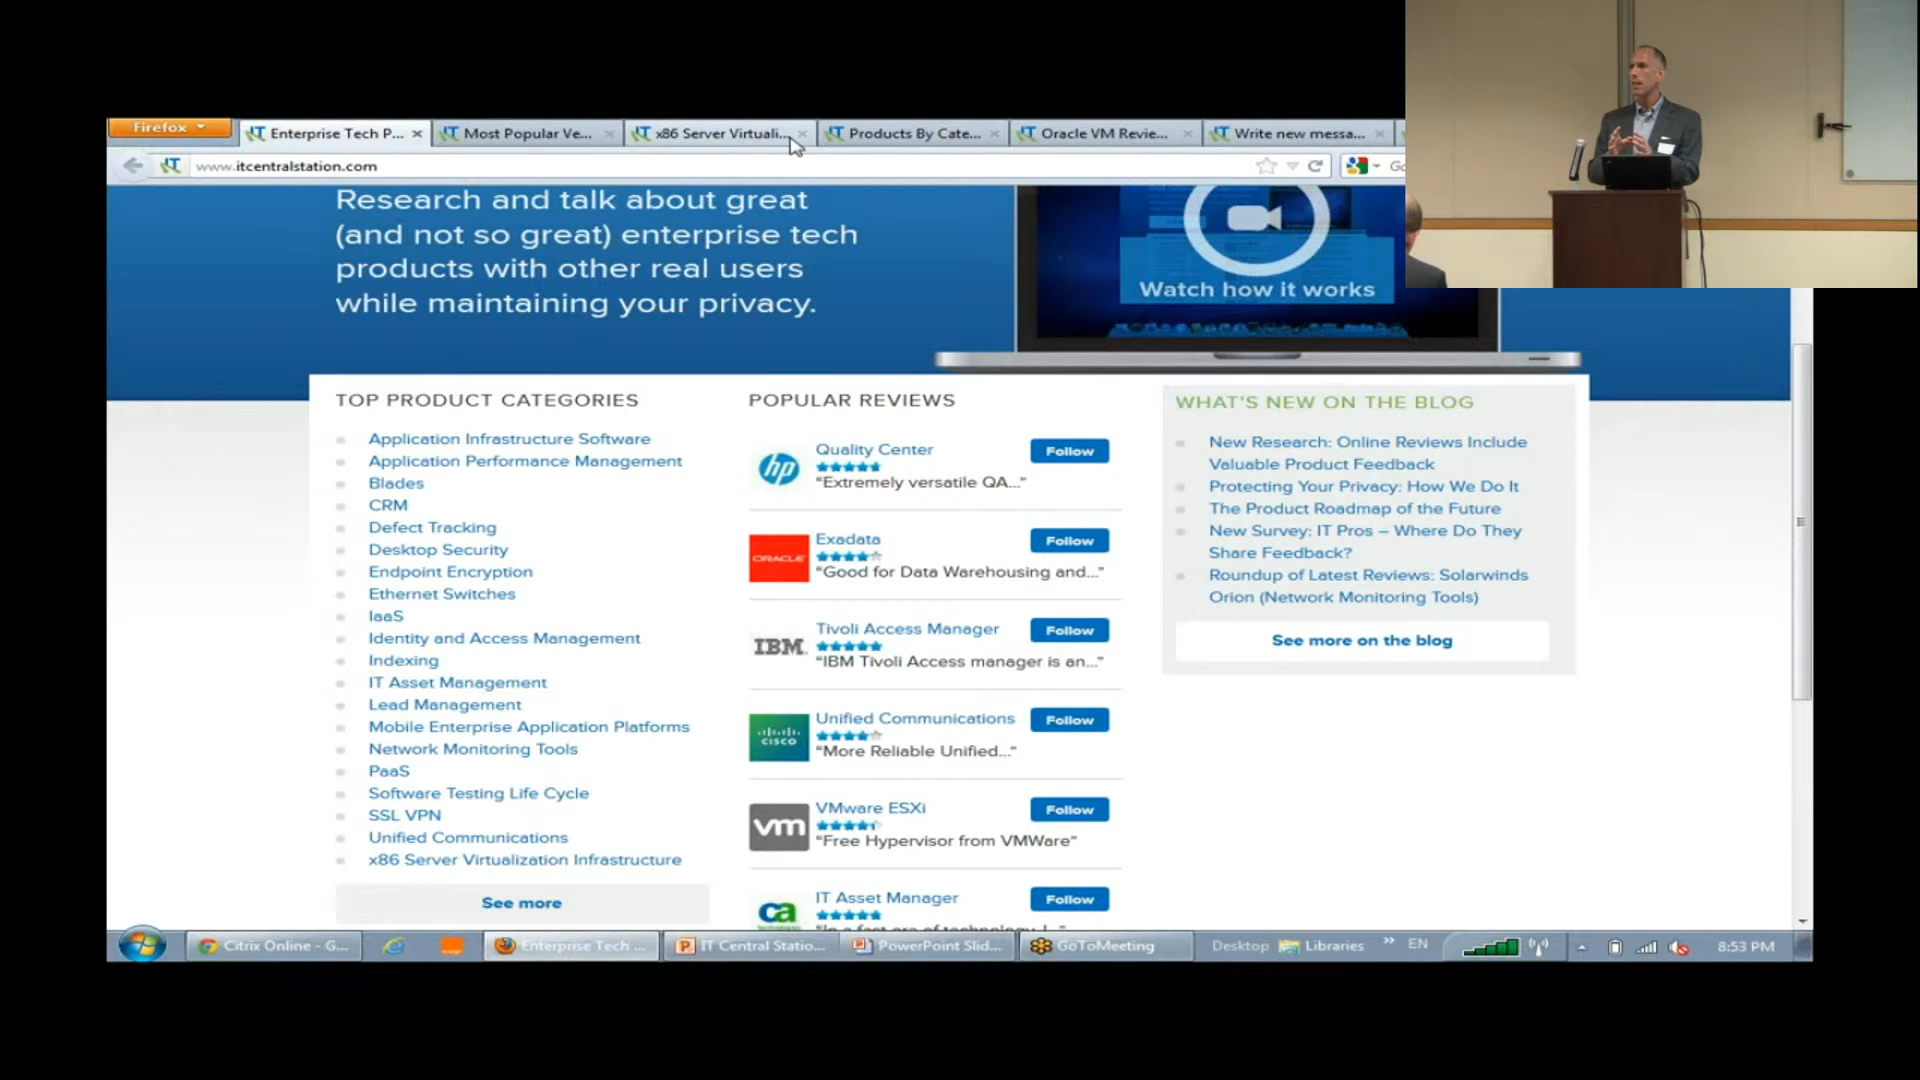 Firefox
Enterprise Tech P...
Most Popular Ve...
x86 Server Virtuali...
Products By Cate...
Oracle VM Revie...
Write new messa...
www.itcentralstation.com
Research and talk about great
(and not so great) enterprise tech
products with other real users
while maintaining your privacy.
Watch how it works
TOP PRODUCT CATEGORIES
Application Infrastructure Software
Application Performance Management
Blades
CRM
Defect Tracking
Desktop Security
Endpoint Encryption
Ethernet Switches
IaaS
Identity and Access Management
Indexing
IT Asset Management
Lead Management
Mobile Enterprise Application Platforms
Network Monitoring Tools
PaaS
Software Testing Life Cycle
SSL VPN
Unified Communications
x86 Server Virtualization Infrastructure
See more
POPULAR REVIEWS
hp
Quality Center
Follow
“Extremely versatile QA...”
ORACLE
Exadata
Follow
“Good for Data Warehousing and...”
IBM
Tivoli Access Manager
Follow
“IBM Tivoli Access manager is an...”
CISCO
Unified Communications
Follow
“More Reliable Unified...”
vm
VMware ESXi
Follow
“Free Hypervisor from VMWare”
ca
IT Asset Manager
Follow
WHAT'S NEW ON THE BLOG
New Research: Online Reviews Include
Valuable Product Feedback
Protecting Your Privacy: How We Do It
The Product Roadmap of the Future
New Survey: IT Pros – Where Do They
Share Feedback?
Roundup of Latest Reviews: Solarwinds
Orion (Network Monitoring Tools)
See more on the blog
Citrix Online - G...
Enterprise Tech ...
IT Central Statio...
PowerPoint Slid...
GoToMeeting
Desktop
Libraries
EN
8:53 PM